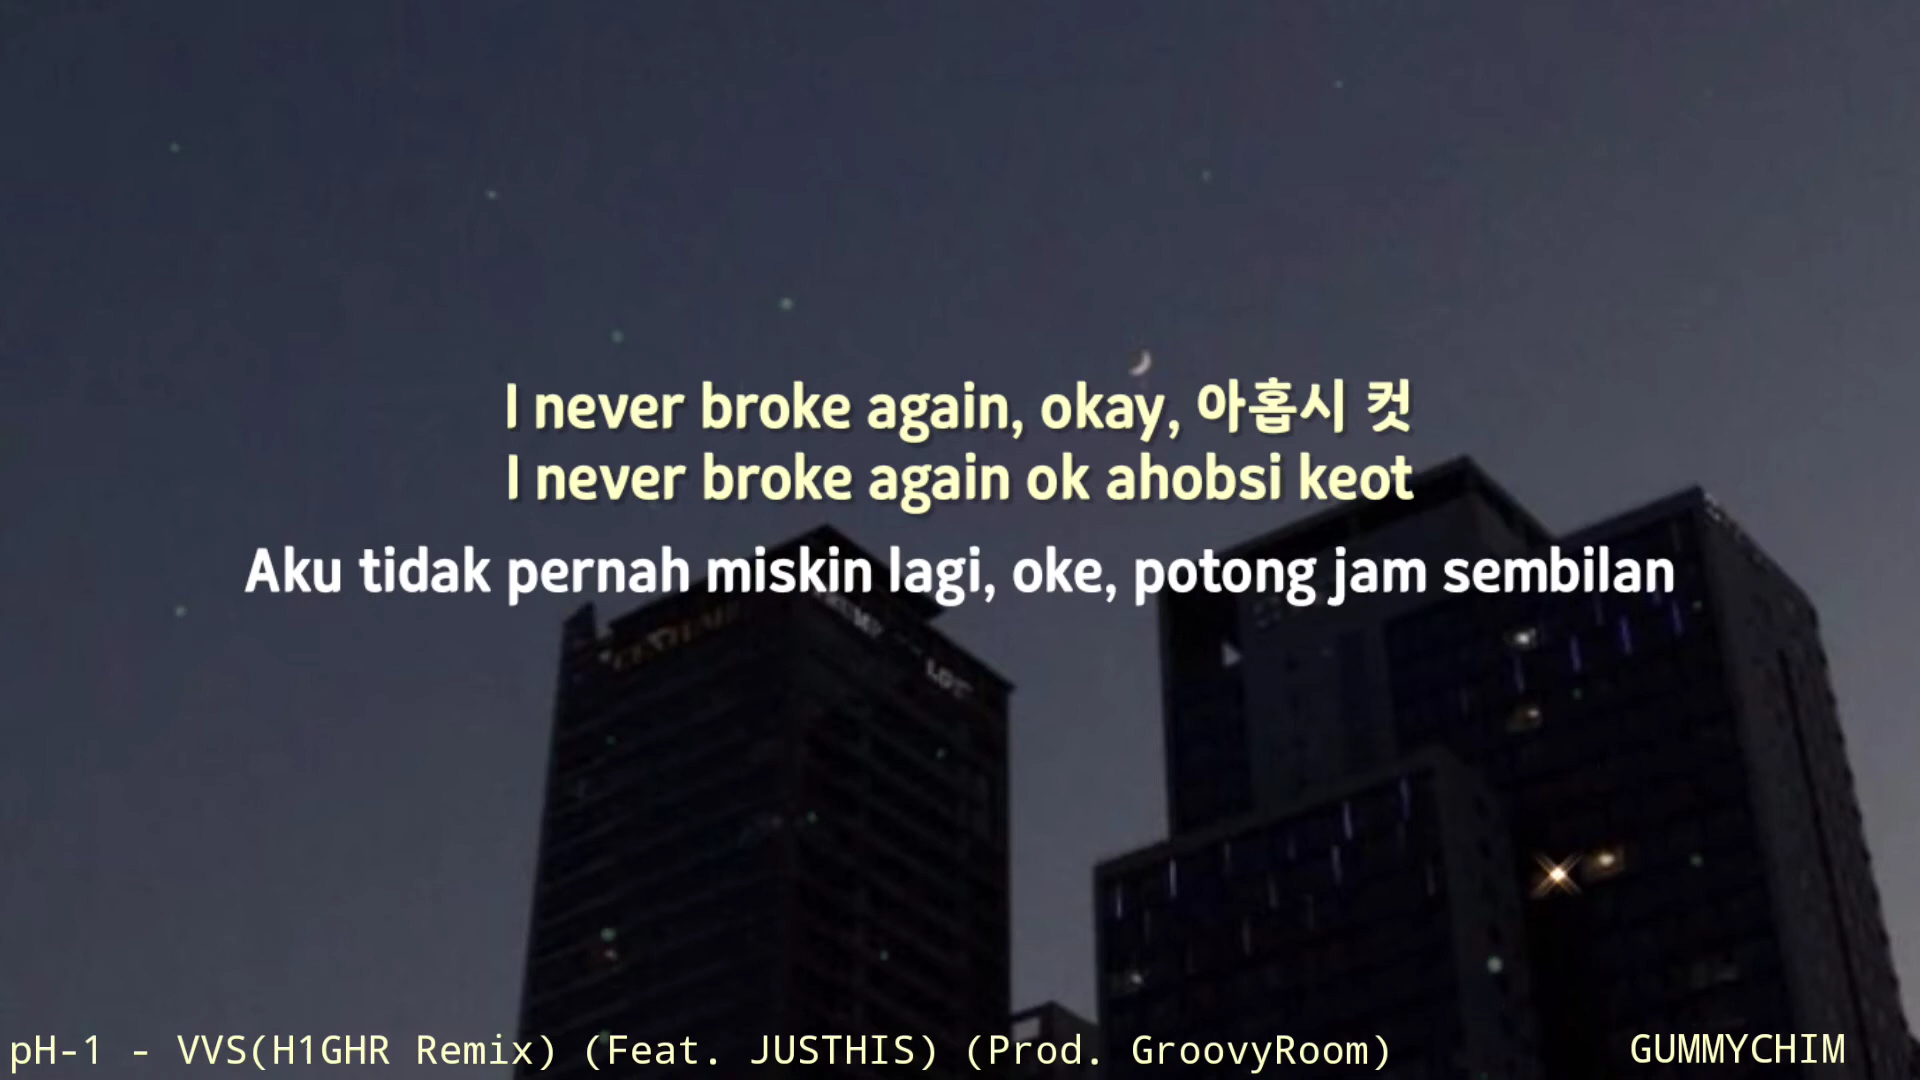 I never broke again, okay, 아홉시 컷
I never broke again ok ahobsi keot
Aku tidak pernah miskin lagi, oke, potong jam sembilan
pH-1 - VVS(H1GHR Remix) (Feat. JUSTHIS) (Prod. GroovyRoom)
GUMMYCHIM